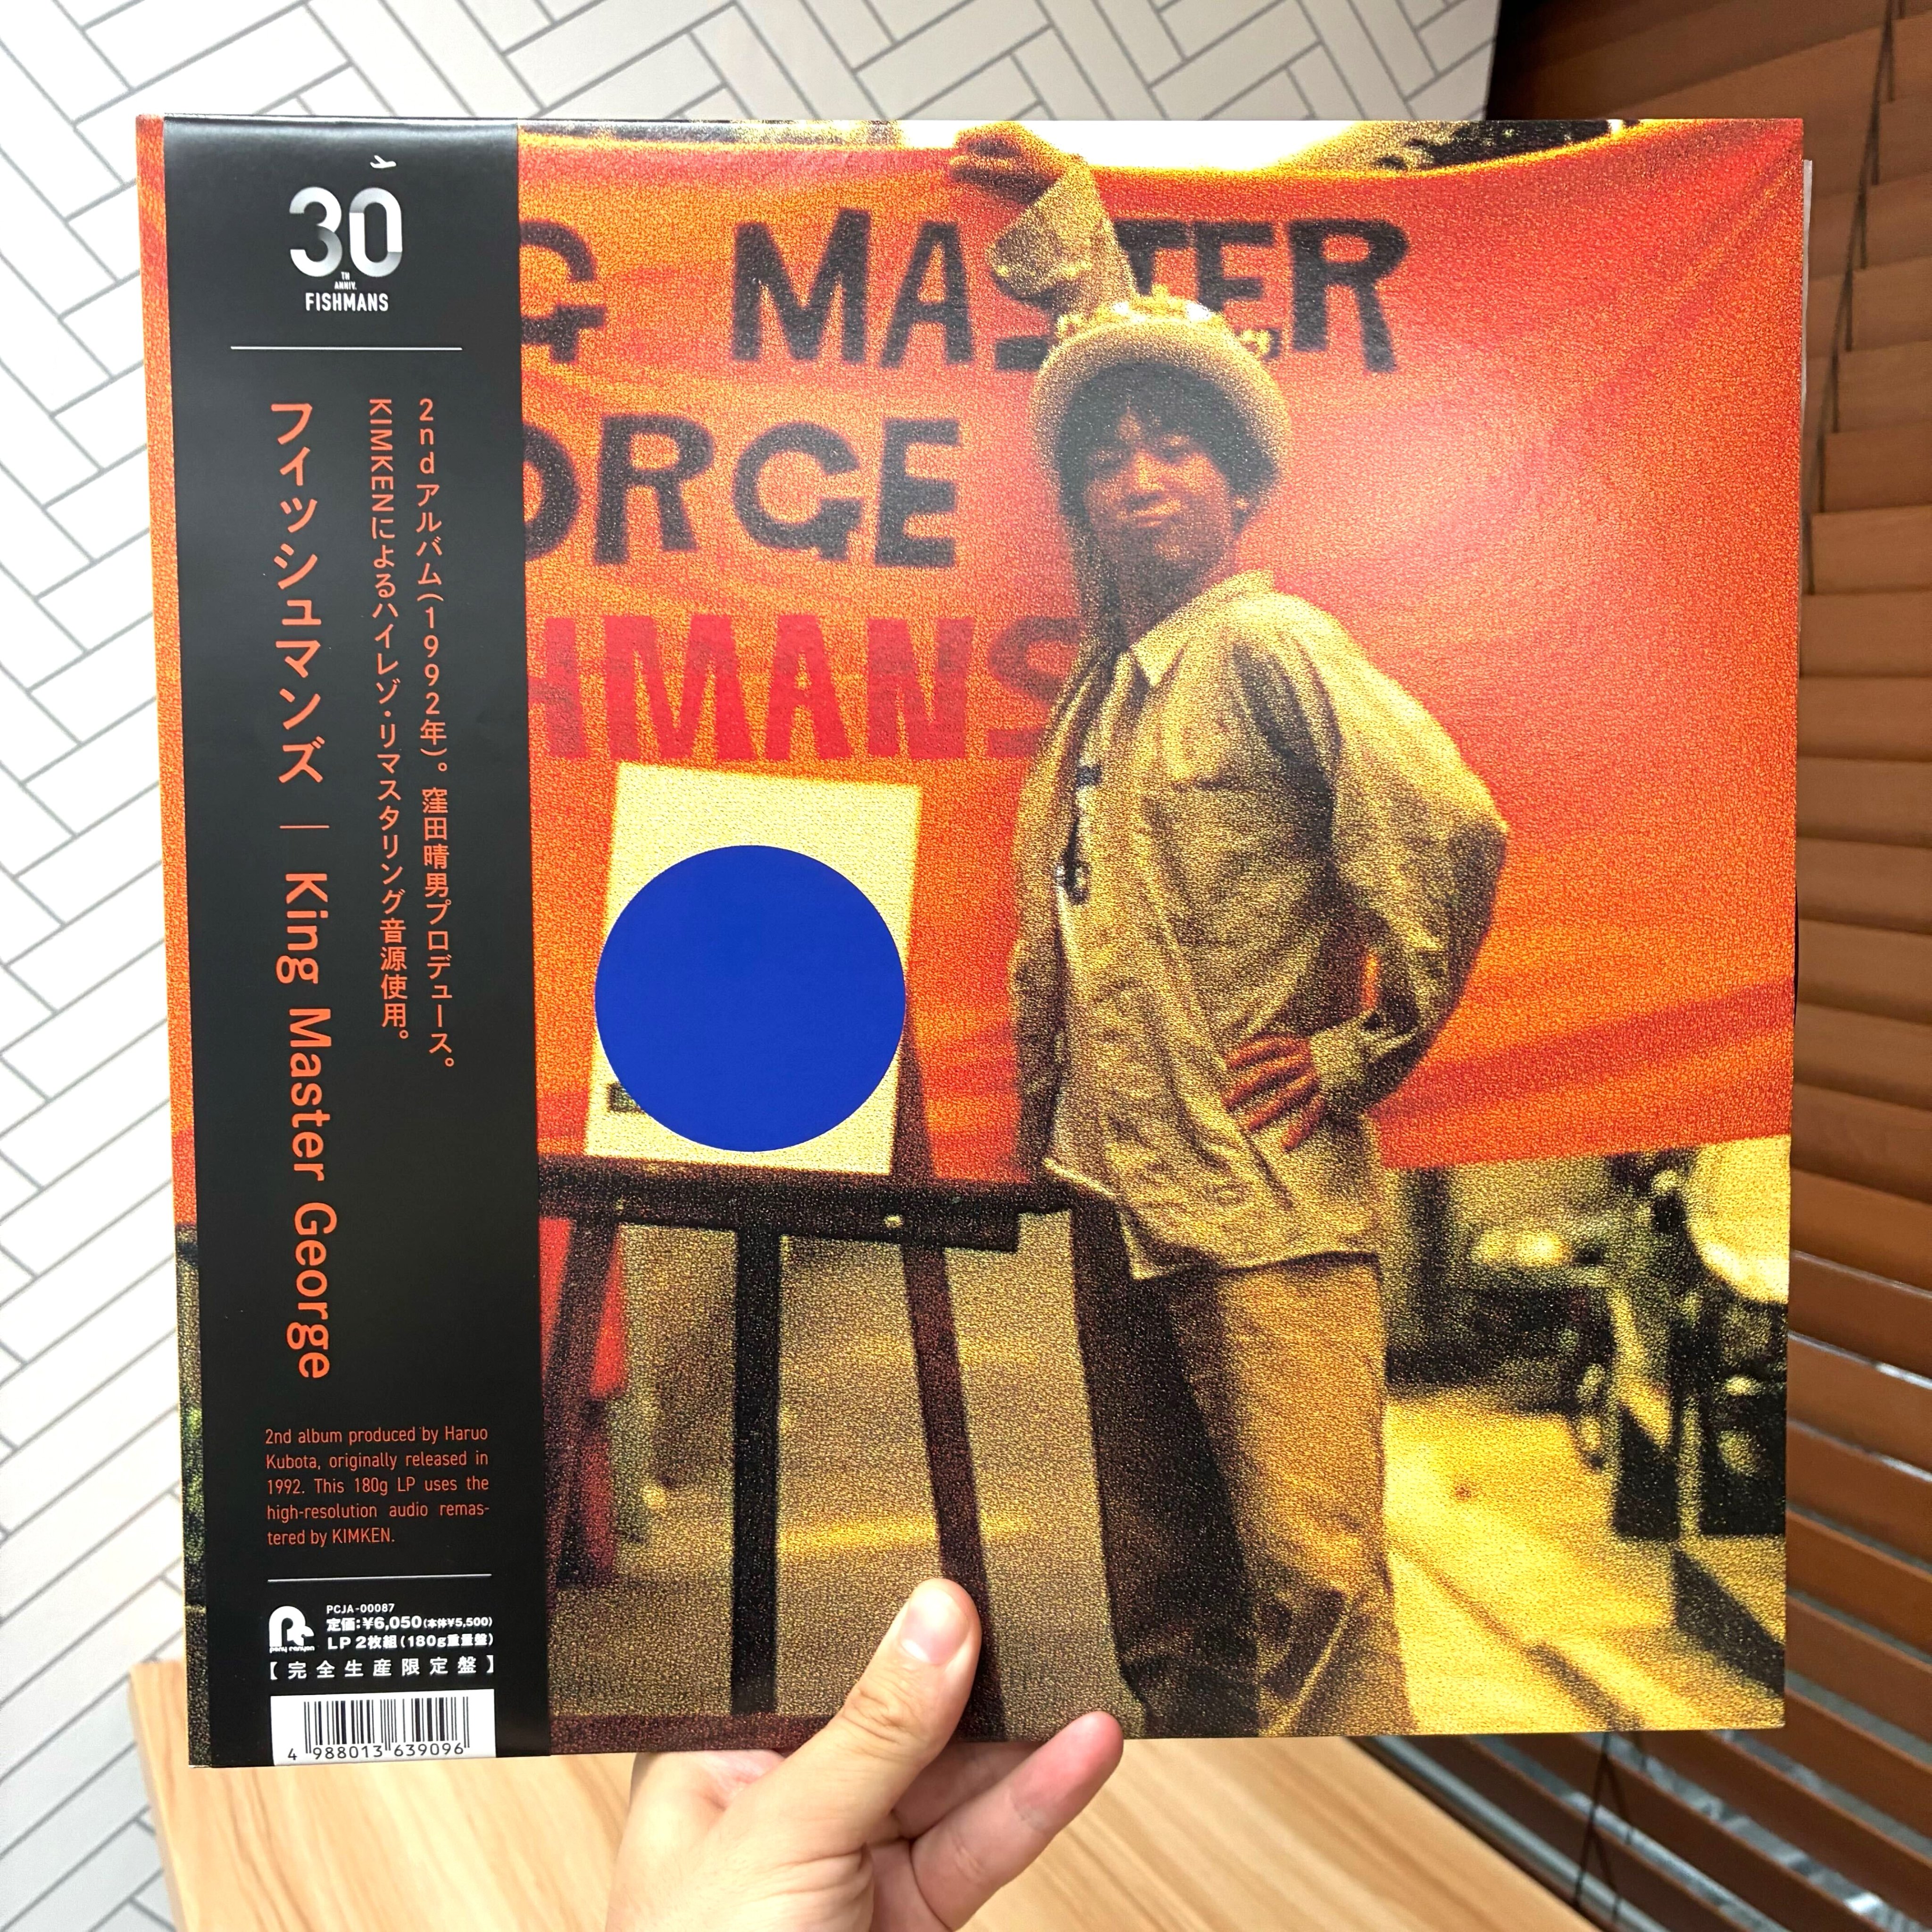 30
TH
ANNIV.
FISHMANS
2ndアルバム(1992年)。窪田晴男プロデュース。
KIMKENによるハイレゾ・リマスタリング音源使用。
フィッシュマンズ | King Master George
2nd album produced by Haruo
Kubota, originally released in
1992. This 180g LP uses the
high-resolution audio remas-
tered by KIMKEN.
PCJA-00087
定価:¥6,050(本体¥5,500)
LP2枚組(180g重量盤)
【完全生産限定盤】
pony canyon
4 988013 639096
G MASTER
ORGE
HMANS